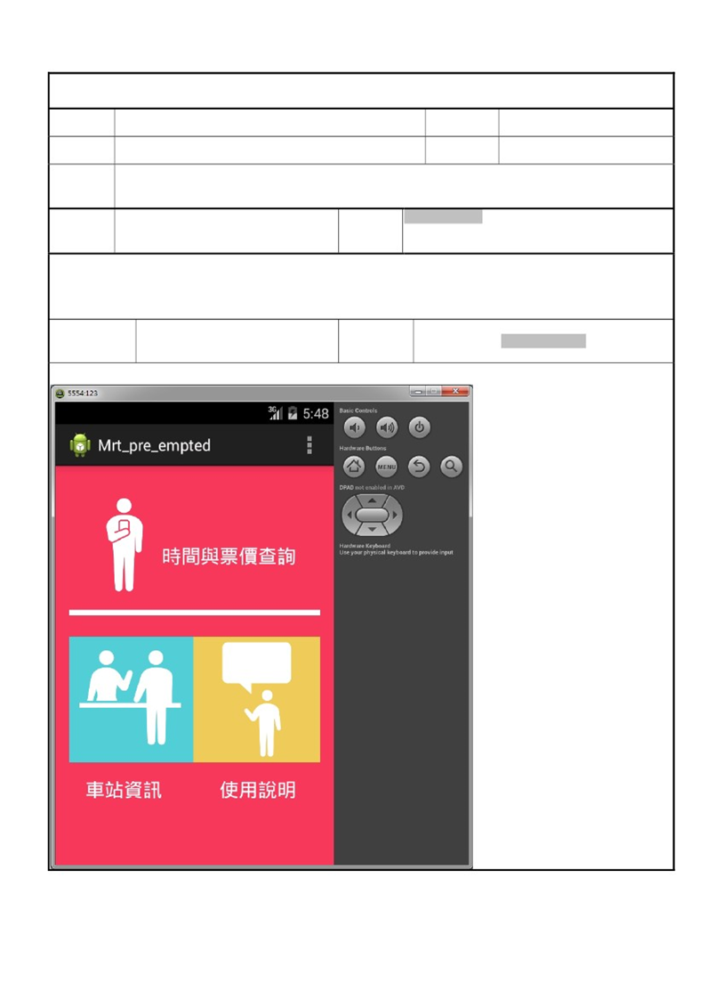 5554:123
3G 5:48
Mrt_pre_empted
時間與票價查詢
車站資訊
使用說明
Basic Controls
Hardware Buttons
MENU
DPAD not enabled in AVD
Hardware Keyboard
Use your physical keyboard to provide input